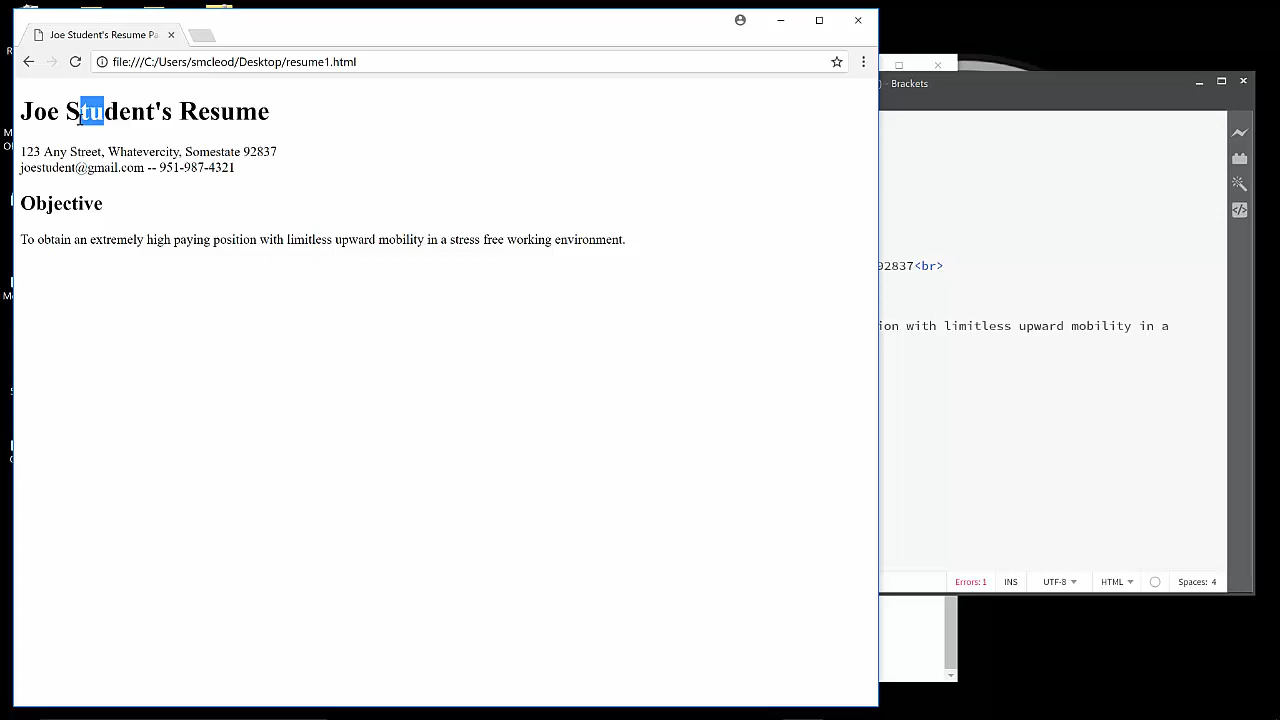 Joe Student's Resume Pa
file:///C:/Users/smcleod/Desktop/resume1.html
Joe Student's Resume
123 Any Street, Whatevercity, Somestate 92837
joestudent@gmail.com -- 951-987-4321
Objective
To obtain an extremely high paying position with limitless upward mobility in a stress free working environment.
) - Brackets
92837<br>
ion with limitless upward mobility in a
Errors: 1 INS UTF-8 HTML Spaces: 4